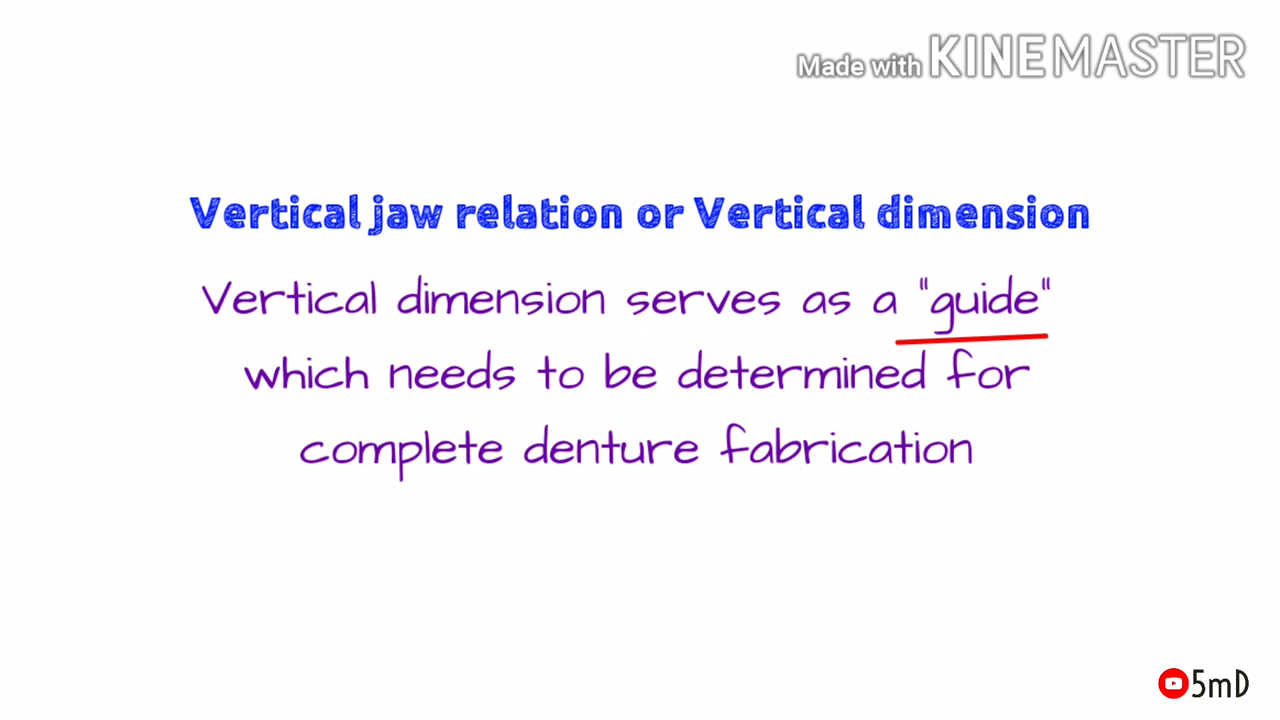 Made with KINEMASTER
Vertical jaw relation or Vertical dimension
Vertical dimension serves as a "guide"
which needs to be determined for
complete denture fabrication
5mD